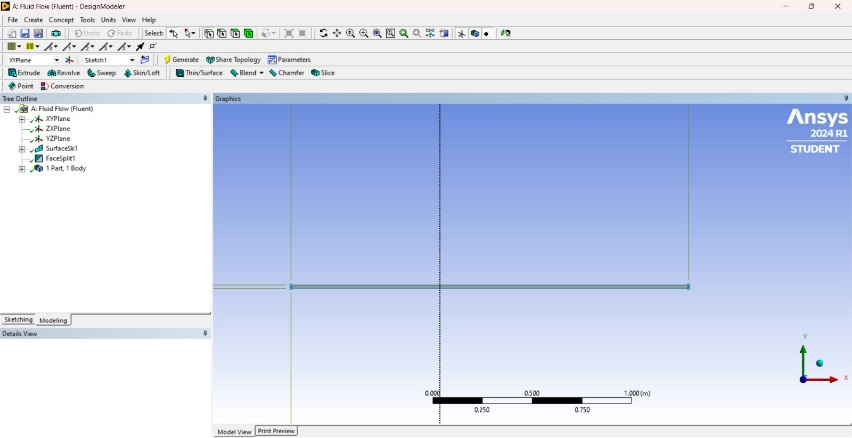 A: Fluid Flow (Fluent) - DesignModeler
File Create Concept Tools Units View Help
Undo Redo Select:
XYPlane Sketch1 Generate Share Topology Parameters
Extrude Revolve Sweep Skin/Loft Thin/Surface Blend Chamfer Slice
Point Conversion
Tree Outline
A: Fluid Flow (Fluent)
XYPlane
ZXPlane
YZPlane
SurfaceSk1
FaceSplit1
1 Part, 1 Body
Sketching Modeling
Details View
Graphics
Ansys
2024 R1
STUDENT
Y
X
0.000 0.500 1.000 (m)
0.250 0.750
Model View Print Preview